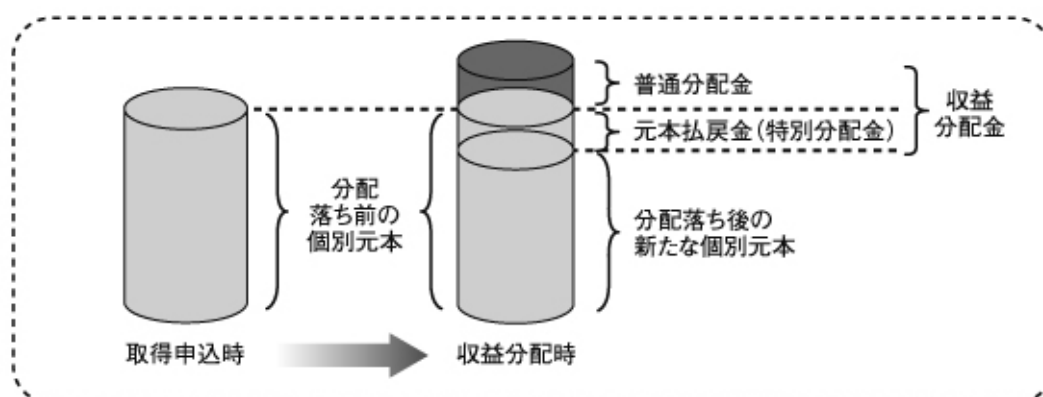 普通分配金
収益
分配金
元本払戻金(特別分配金)
分配
落ち前の
個別元本
分配落ち後の
新たな個別元本
取得申込時
収益分配時